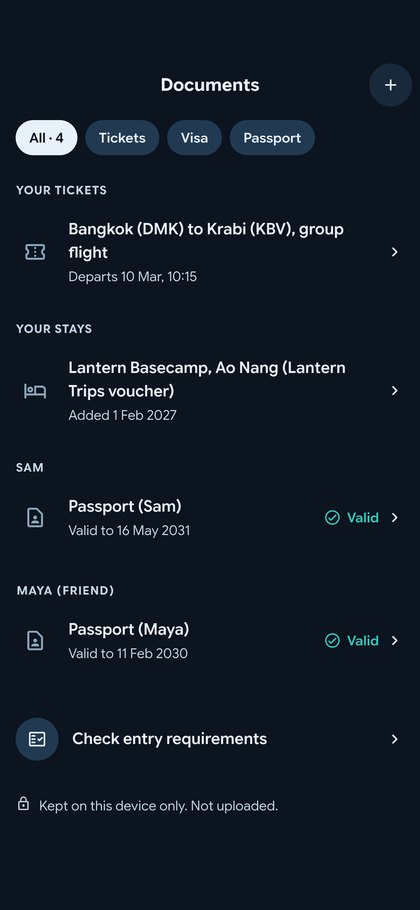 Documents
All · 4
Tickets
Visa
Passport
YOUR TICKETS
Bangkok (DMK) to Krabi (KBV), group
flight
Departs 10 Mar, 10:15
YOUR STAYS
Lantern Basecamp, Ao Nang (Lantern
Trips voucher)
Added 1 Feb 2027
SAM
Passport (Sam)
Valid to 16 May 2031
Valid
MAYA (FRIEND)
Passport (Maya)
Valid to 11 Feb 2030
Valid
Check entry requirements
Kept on this device only. Not uploaded.